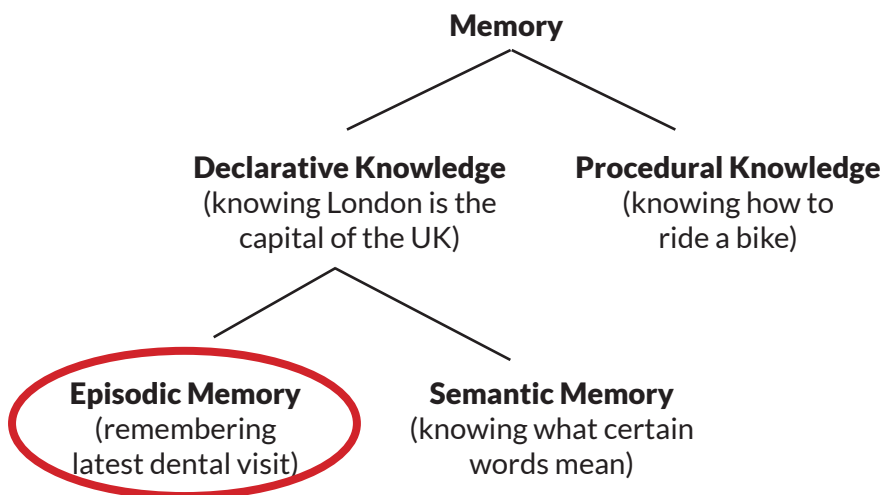 Memory
Declarative Knowledge
(knowing London is the
capital of the UK)
Procedural Knowledge
(knowing how to
ride a bike)
Episodic Memory
(remembering
latest dental visit)
Semantic Memory
(knowing what certain
words mean)